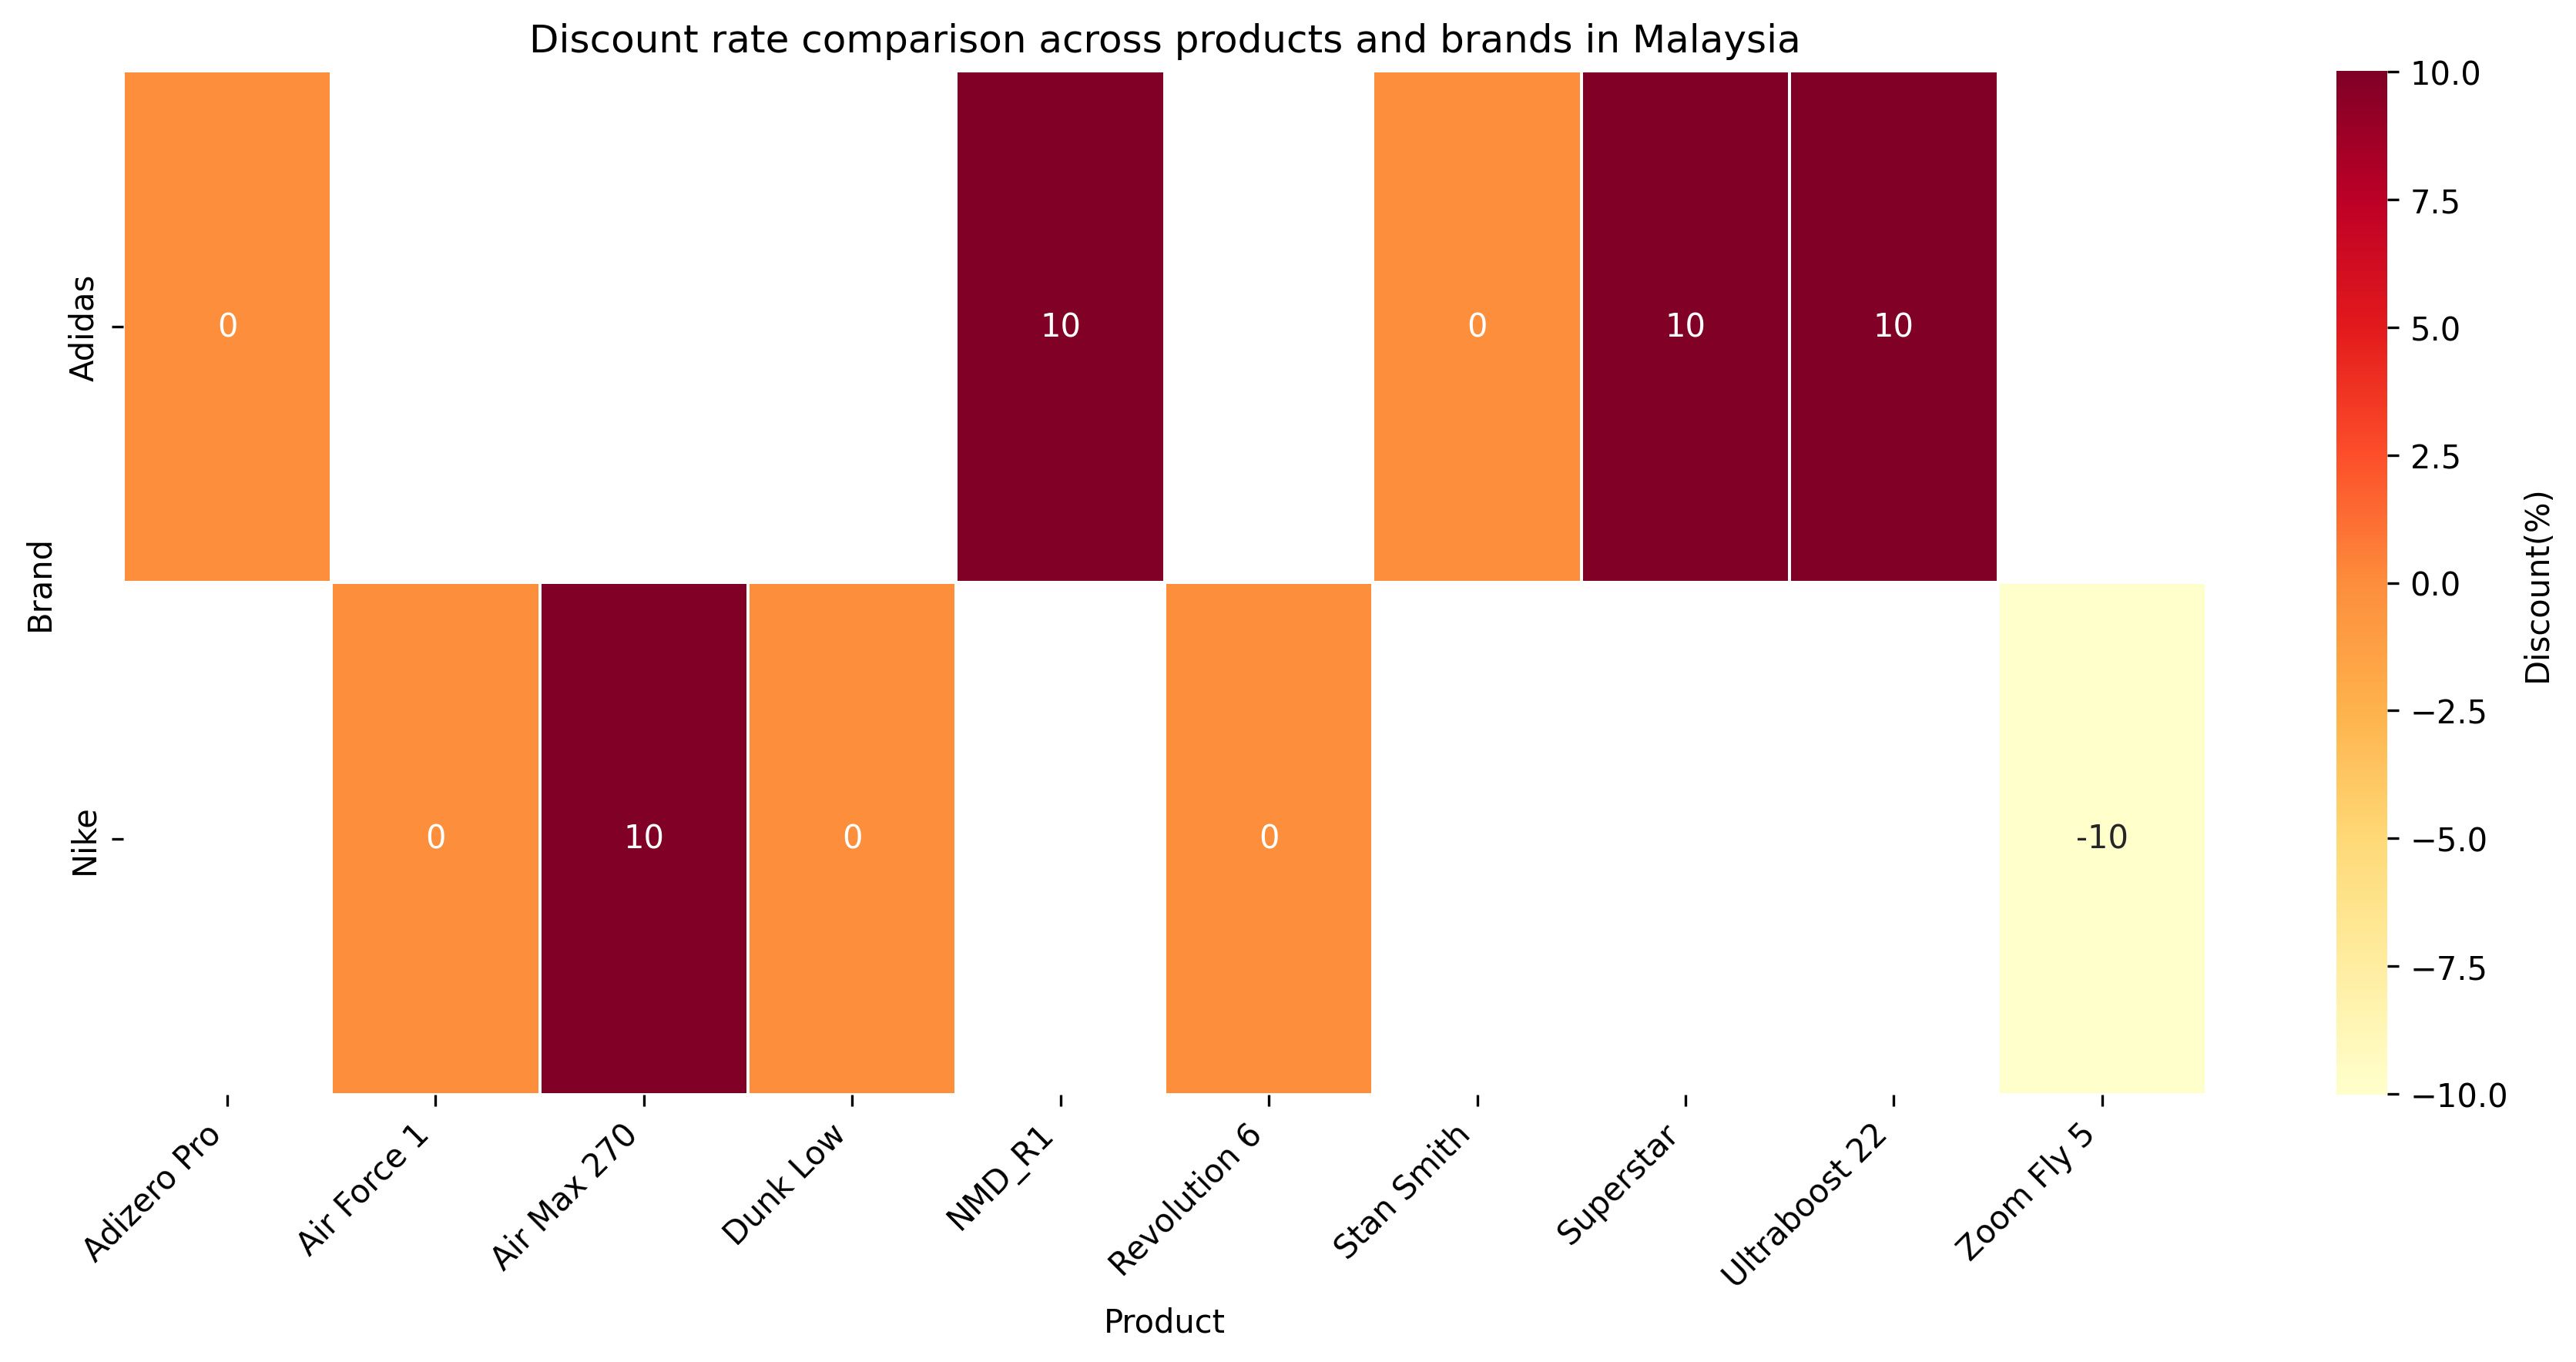 Discount rate comparison across products and brands in Malaysia
Brand
Adidas
0
10
0
10
10
Nike
0
10
0
0
-10
Adizero Pro
Air Force 1
Air Max 270
Dunk Low
NMD_R1
Revolution 6
Stan Smith
Superstar
Ultraboost 22
Zoom Fly 5
Product
10.0
7.5
5.0
2.5
0.0
−2.5
−5.0
−7.5
−10.0
Discount(%)